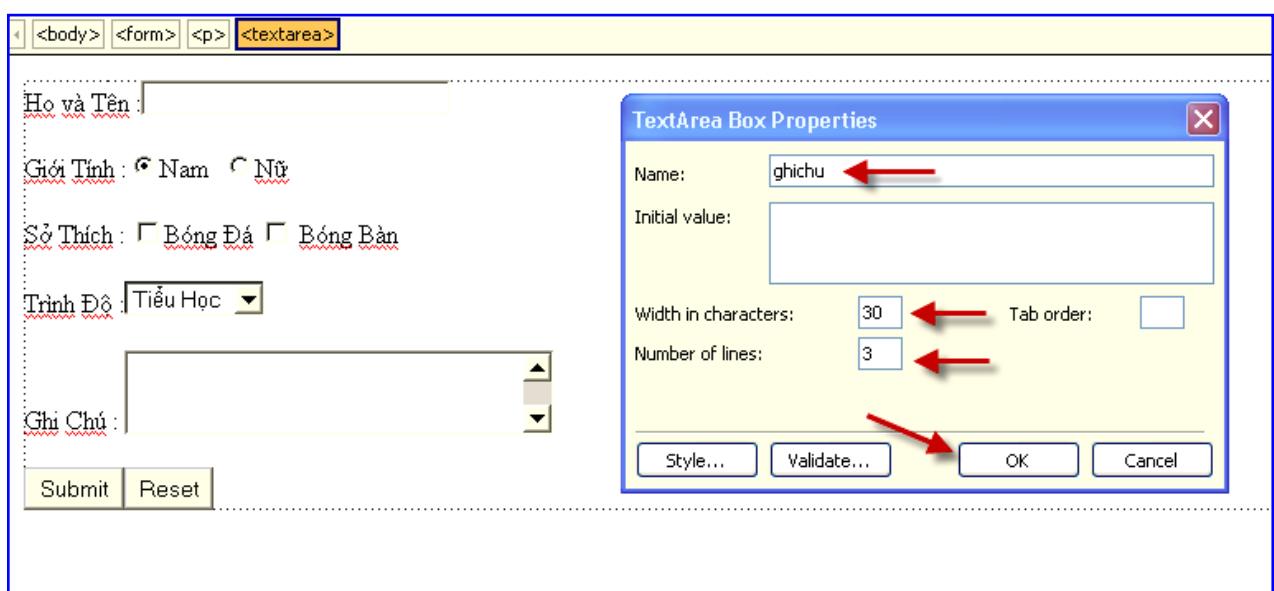 <body> <form> <p> <textarea>
Họ và Tên :
Giới Tính : Nam Nữ
Sở Thích : Bóng Đá Bóng Bàn
Trình Độ : Tiểu Học
Ghi Chú :
Submit Reset
TextArea Box Properties
Name: ghichu
Initial value:
Width in characters: 30 Tab order:
Number of lines: 3
Style... Validate... OK Cancel